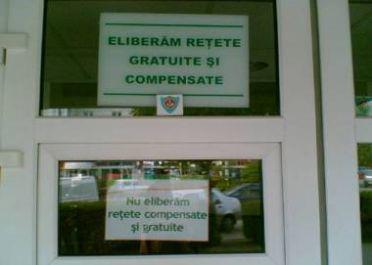 ELIBERĂM REȚETE
GRATUITE ȘI
COMPENSATE
Nu eliberăm
rețete compensate
și gratuite